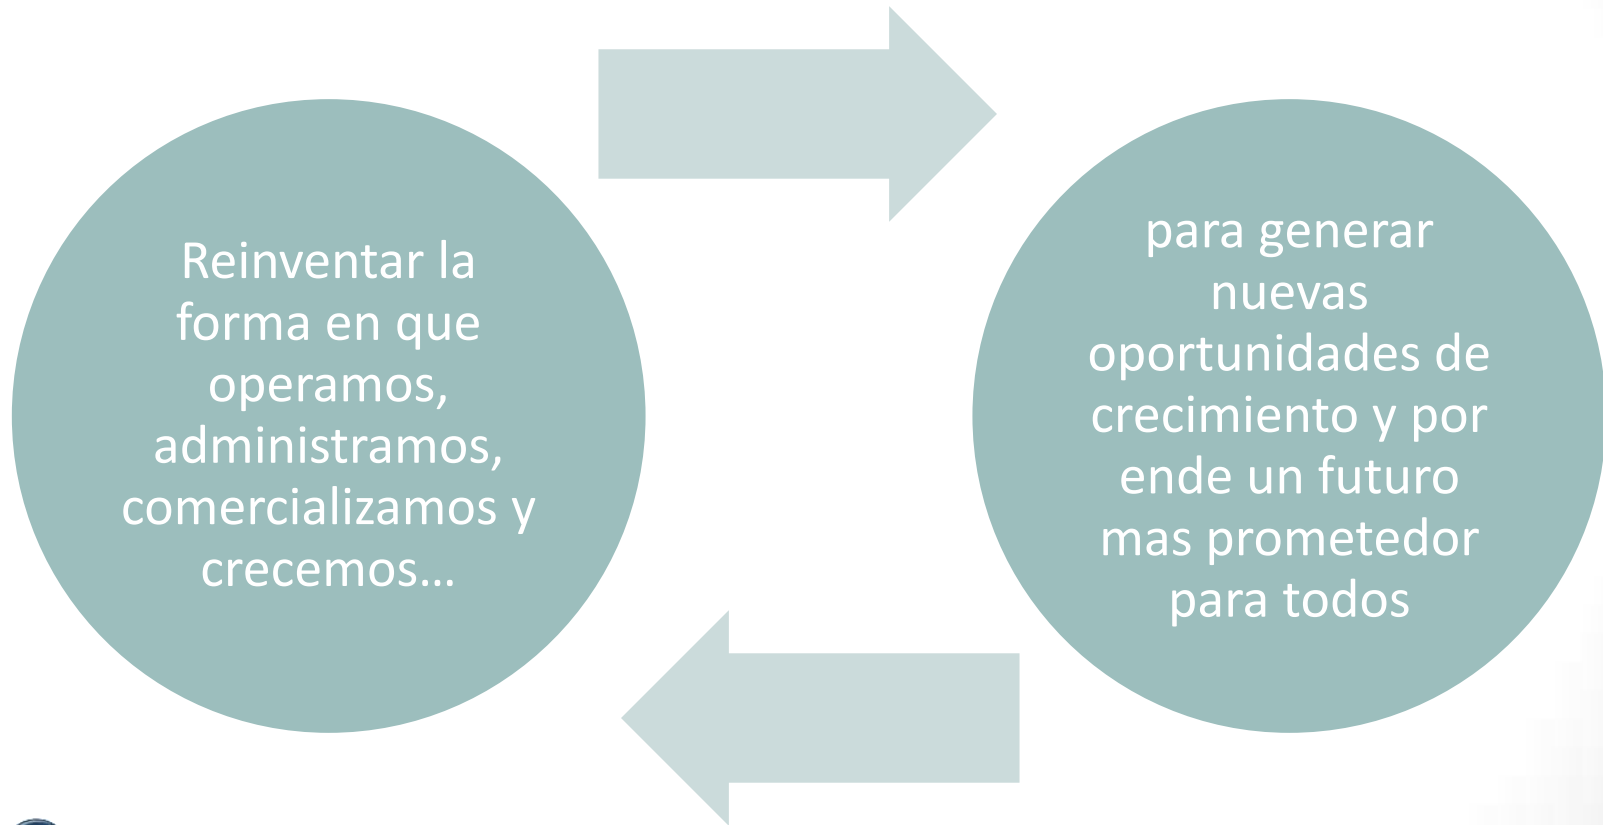 Reinventar la
forma en que
operamos,
administramos,
comercializamos y
crecemos…
para generar
nuevas
oportunidades de
crecimiento y por
ende un futuro
mas prometedor
para todos